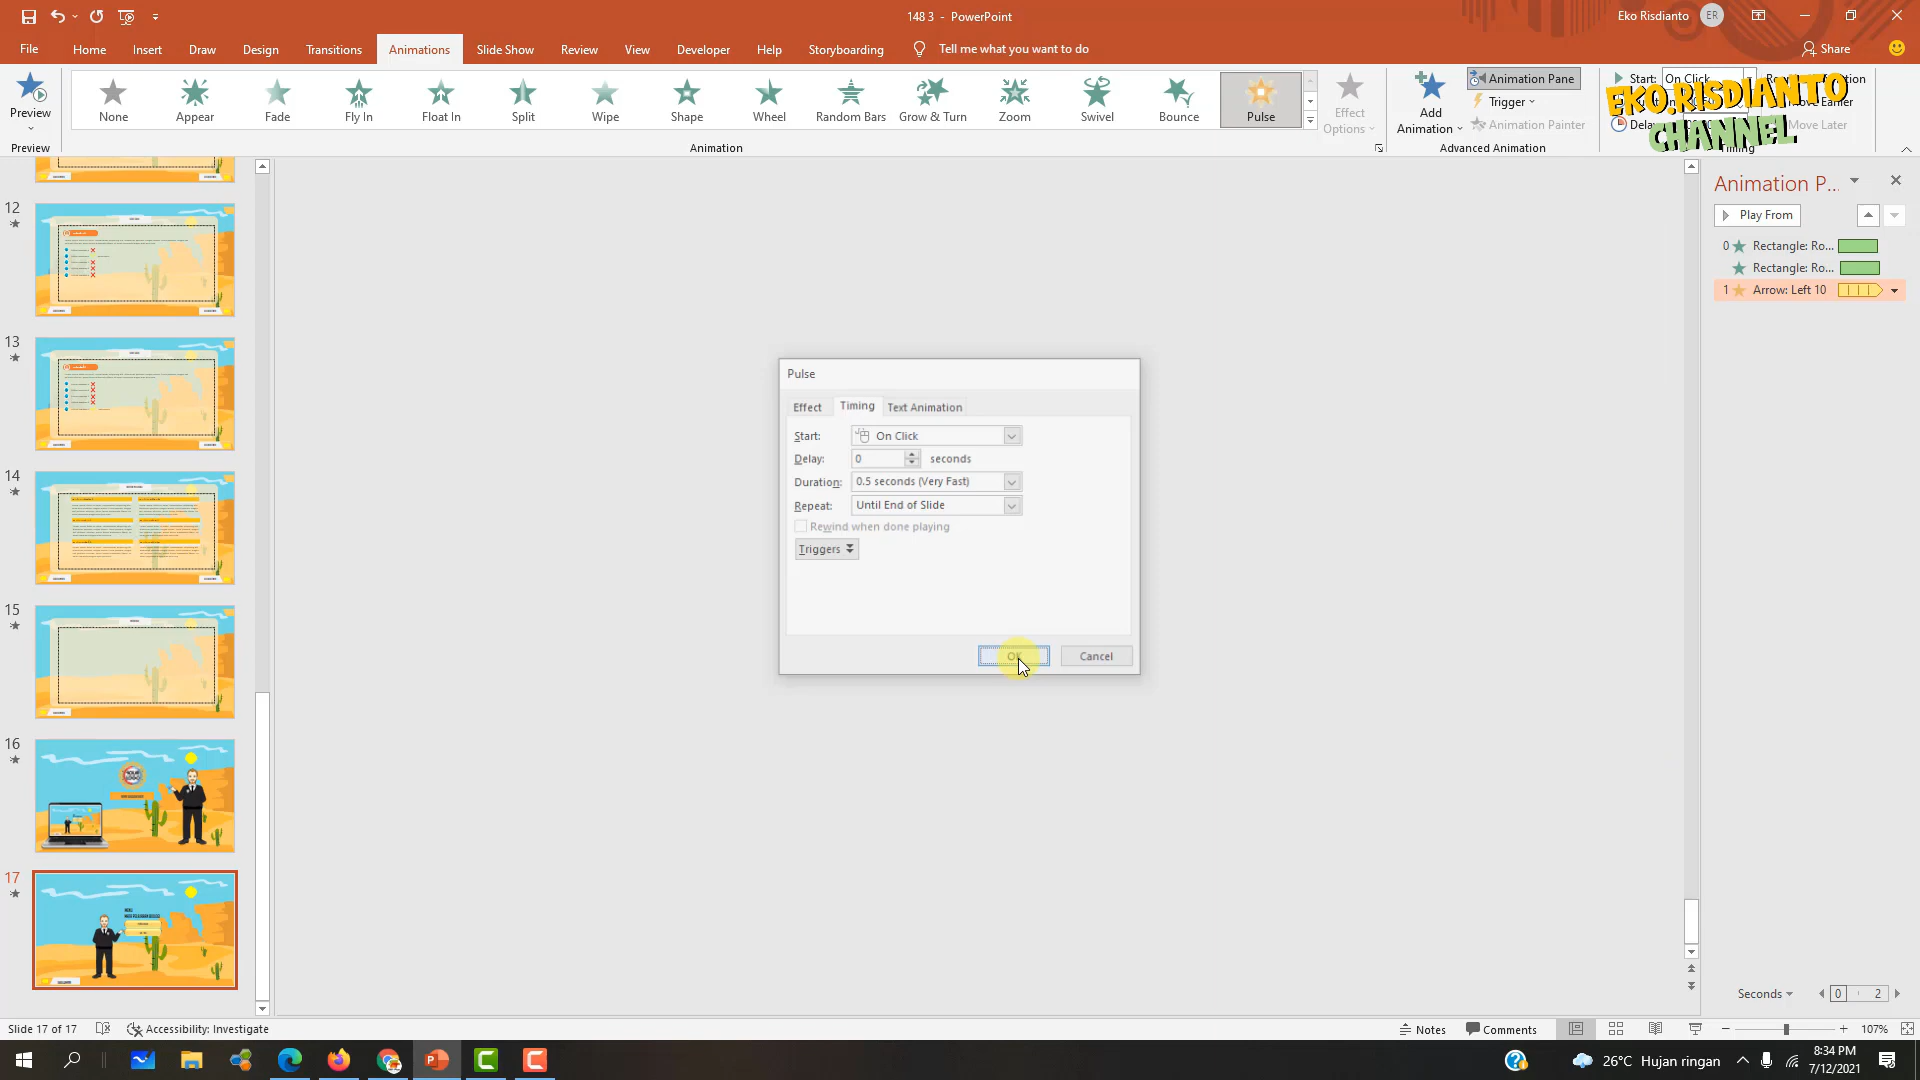 148 3 - PowerPoint
Eko Risdianto ER
File Home Insert Draw Design Transitions Animations Slide Show Review View Developer Help Storyboarding Tell me what you want to do Share
Preview
None Appear Fade Fly In Float In Split Wipe Shape Wheel Random Bars Grow & Turn Zoom Swivel Bounce Pulse
Effect Options
Add Animation
Animation Pane
Trigger
Animation Painter
Start: On Click
EKO.RISDIANTO
CHANNEL
Move Earlier
Move Later
Preview Animation Advanced Animation Timing
12
13
14
15
16
17
Pulse
Effect Timing Text Animation
Start: On Click
Delay: 0 seconds
Duration: 0.5 seconds (Very Fast)
Repeat: Until End of Slide
Rewind when done playing
Triggers
OK Cancel
Animation P...
Play From
0 Rectangle: Ro...
Rectangle: Ro...
1 Arrow: Left 10
Seconds 0 2
Slide 17 of 17 Accessibility: Investigate Notes Comments 107%
26°C Hujan ringan
8:34 PM
7/12/2021